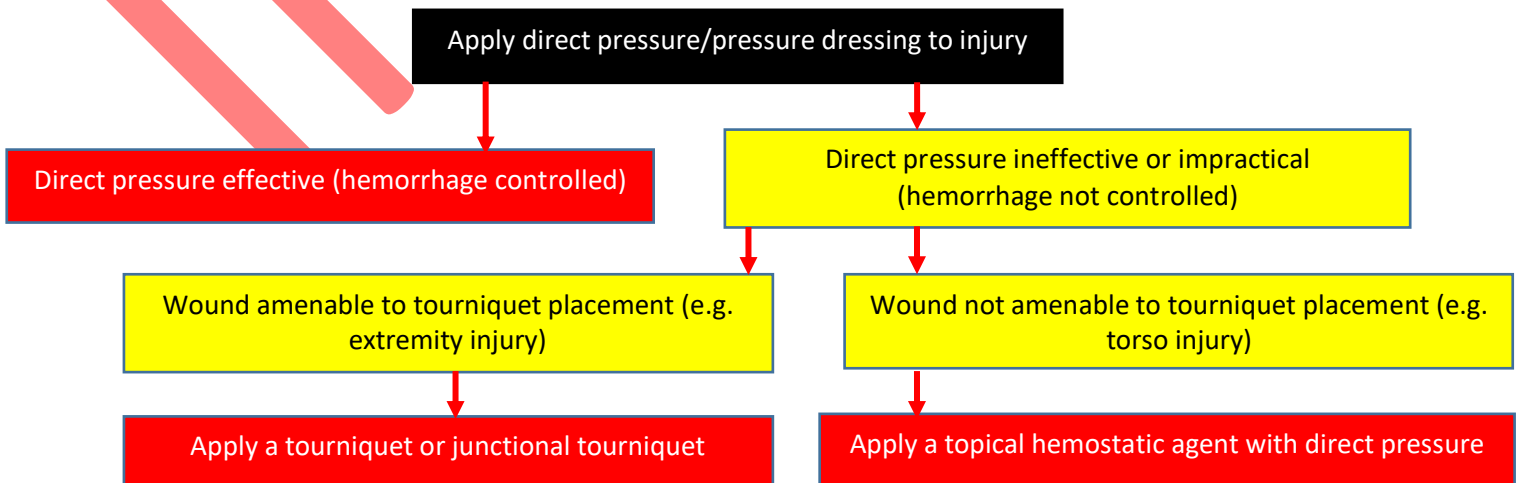 Apply direct pressure/pressure dressing to injury
Direct pressure effective (hemorrhage controlled)
Direct pressure ineffective or impractical
(hemorrhage not controlled)
Wound amenable to tourniquet placement (e.g.
extremity injury)
Wound not amenable to tourniquet placement (e.g.
torso injury)
Apply a tourniquet or junctional tourniquet
Apply a topical hemostatic agent with direct pressure